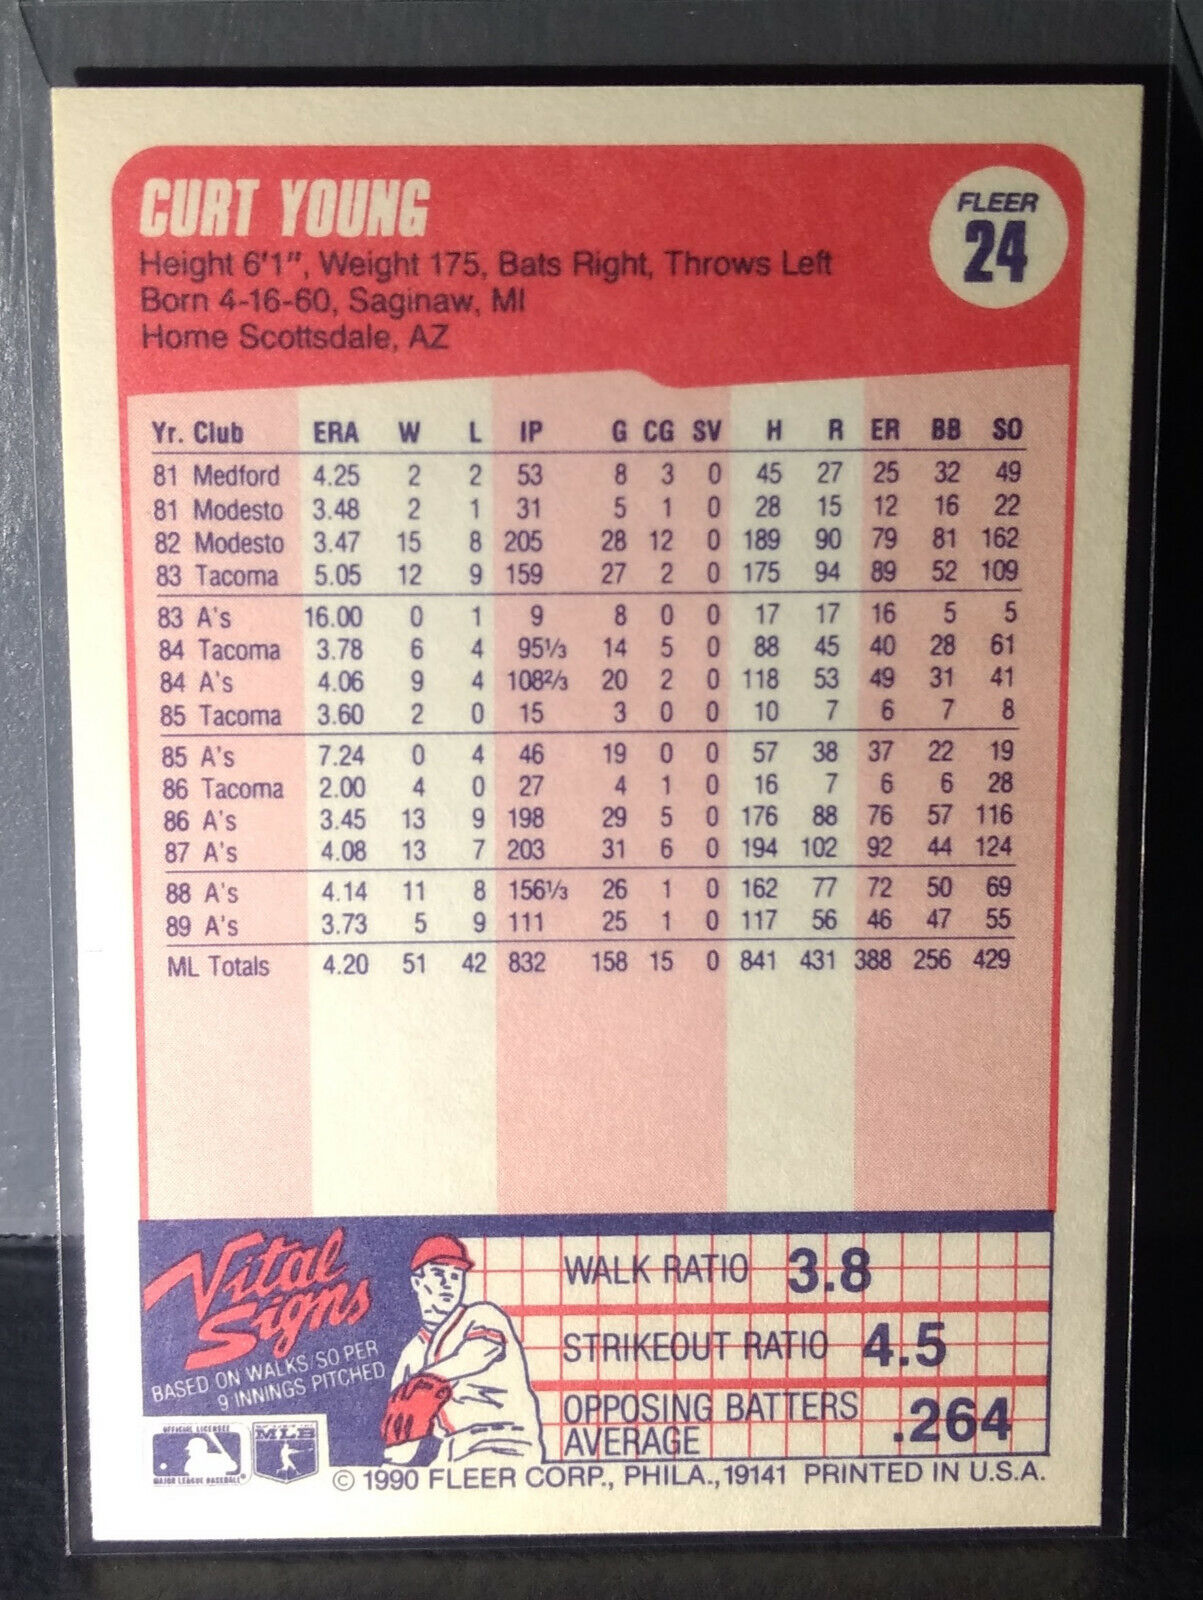 CURT YOUNG
FLEER
24
Height 6'1", Weight 175, Bats Right, Throws Left
Born 4-16-60, Saginaw, MI
Home Scottsdale, AZ
Yr. Club ERA W L IP G CG SV H R ER BB SO
81 Medford 4.25 2 2 53 8 3 0 45 27 25 32 49
81 Modesto 3.48 2 1 31 5 1 0 28 15 12 16 22
82 Modesto 3.47 15 8 205 28 12 0 189 90 79 81 162
83 Tacoma 5.05 12 9 159 27 2 0 175 94 89 52 109
83 A's 16.00 0 1 9 8 0 0 17 17 16 5 5
84 Tacoma 3.78 6 4 95⅓ 14 5 0 88 45 40 28 61
84 A's 4.06 9 4 108⅔ 20 2 0 118 53 49 31 41
85 Tacoma 3.60 2 0 15 3 0 0 10 7 6 7 8
85 A's 7.24 0 4 46 19 0 0 57 38 37 22 19
86 Tacoma 2.00 4 0 27 4 1 0 16 7 6 6 28
86 A's 3.45 13 9 198 29 5 0 176 88 76 57 116
87 A's 4.08 13 7 203 31 6 0 194 102 92 44 124
88 A's 4.14 11 8 156⅓ 26 1 0 162 77 72 50 69
89 A's 3.73 5 9 111 25 1 0 117 56 46 47 55
ML Totals 4.20 51 42 832 158 15 0 841 431 388 256 429
Vital
Signs
BASED ON WALKS/SO PER
9 INNINGS PITCHED
WALK RATIO 3.8
STRIKEOUT RATIO 4.5
OPPOSING BATTERS
AVERAGE .264
OFFICIAL LICENSEE
MAJOR LEAGUE BASEBALL®
MLB
© 1990 FLEER CORP., PHILA., 19141 PRINTED IN U.S.A.